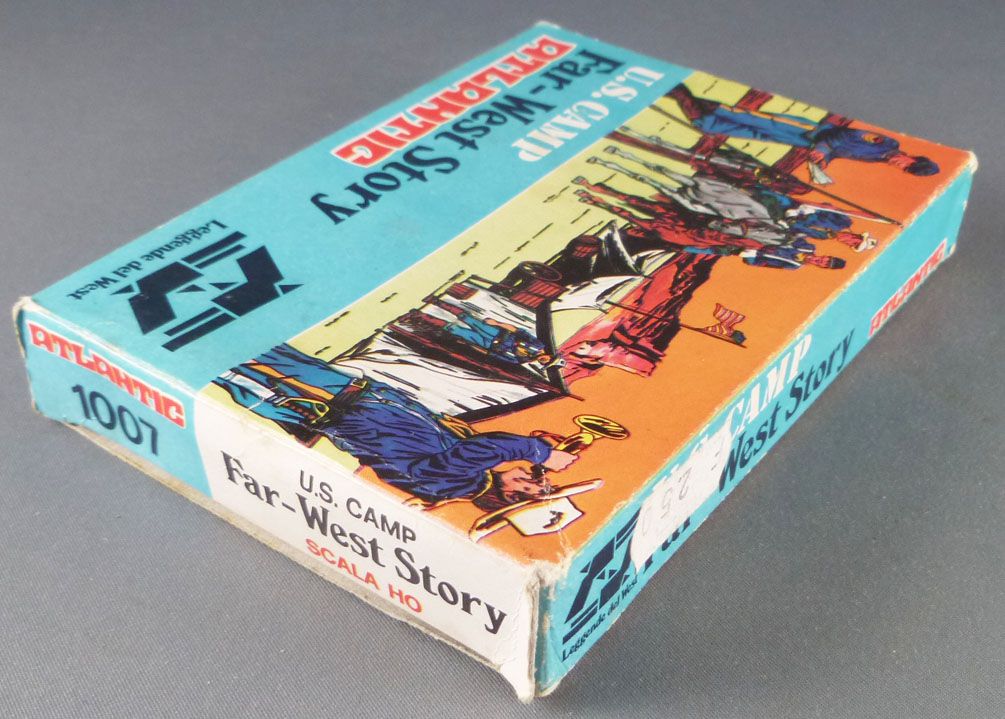 U.S. CAMP
Far-West Story
ATLANTIC
Leggende del West
ATLANTIC
1001
U.S. CAMP
Far-West Story
SCALA HO
CAMP
West Story
ATLANTIC
Leggende del West